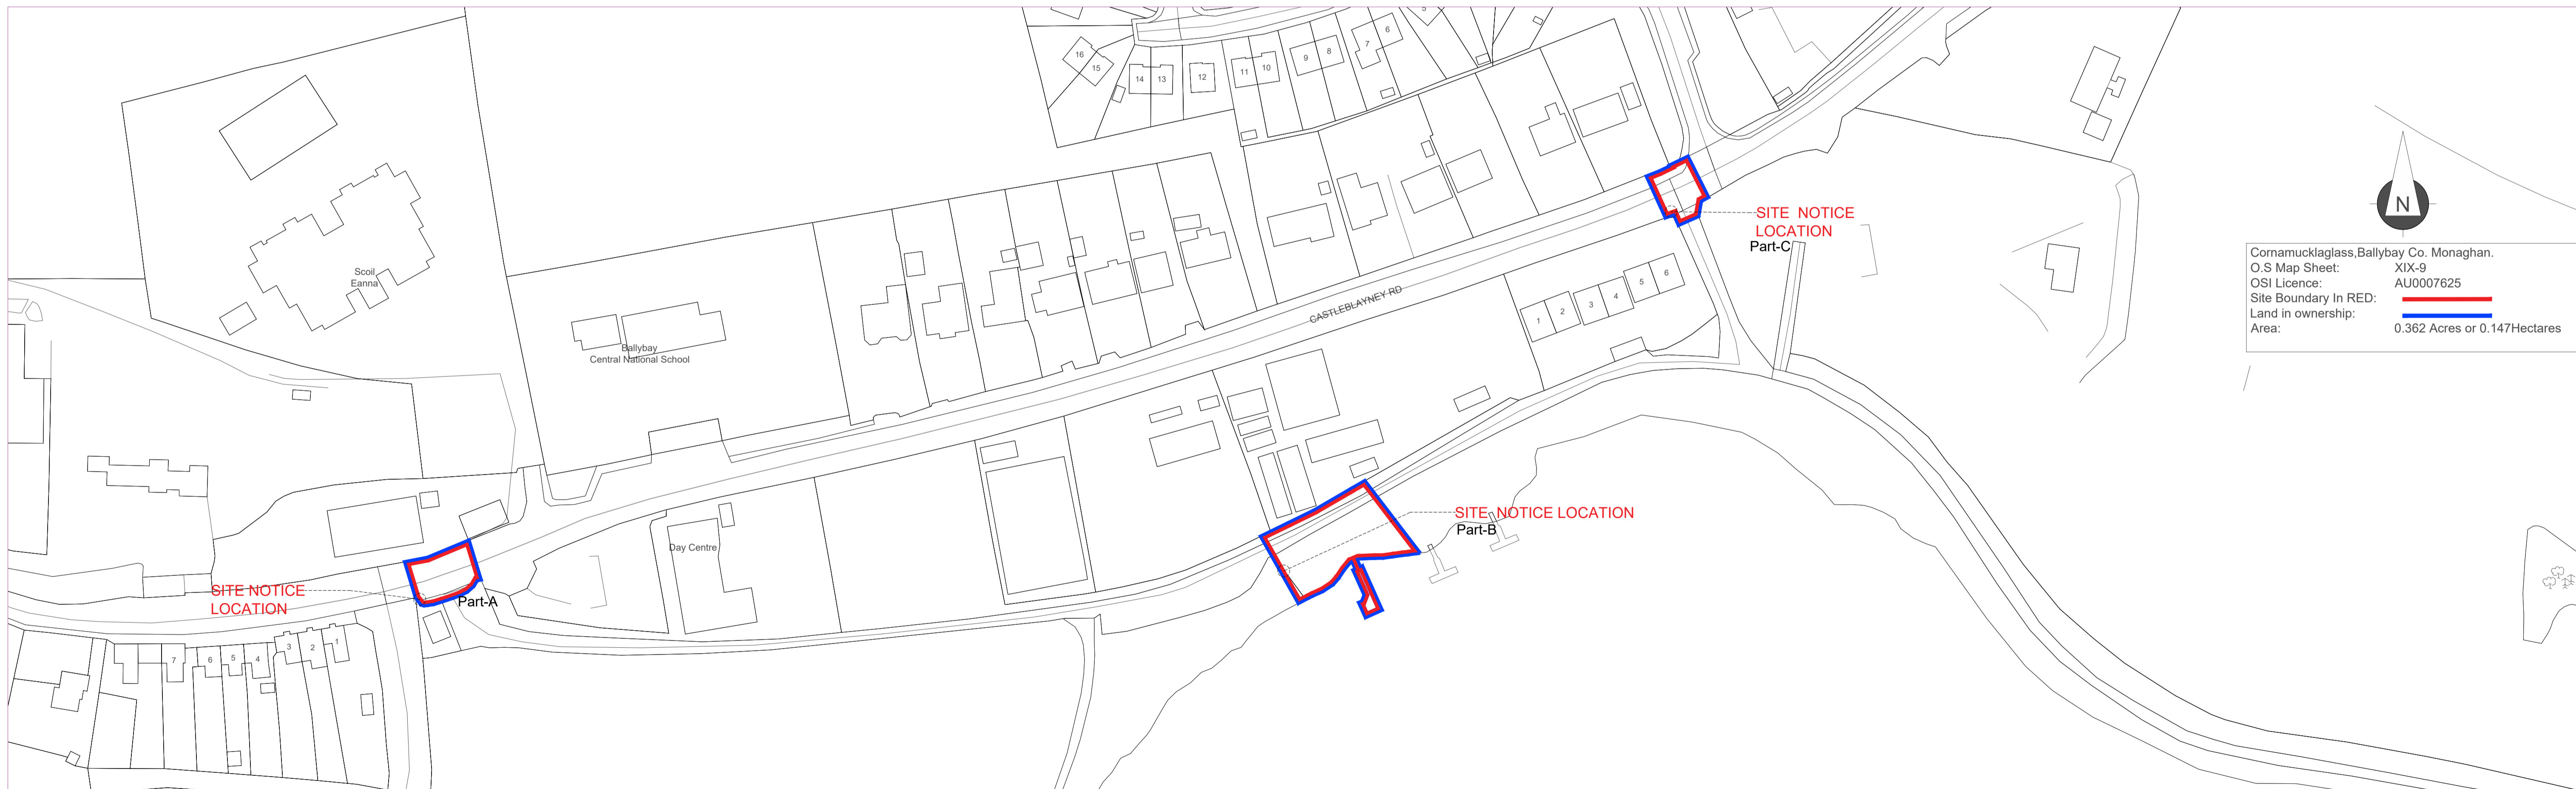 16
15
14
13
12
11
10
9
8
7
6
5
Scoil
Eanna
Ballybay
Central National School
CASTLEBLAYNEY RD
SITE NOTICE
LOCATION
Part-C
N
Cornamucklaglass,Ballybay Co. Monaghan.
O.S Map Sheet: XIX-9
OSI Licence: AU0007625
Site Boundary In RED:
Land in ownership:
Area: 0.362 Acres or 0.147Hectares
1
2
3
4
5
6
Day Centre
SITE NOTICE LOCATION
Part-B
SITE NOTICE
LOCATION
Part-A
7
6
5
4
3
2
1